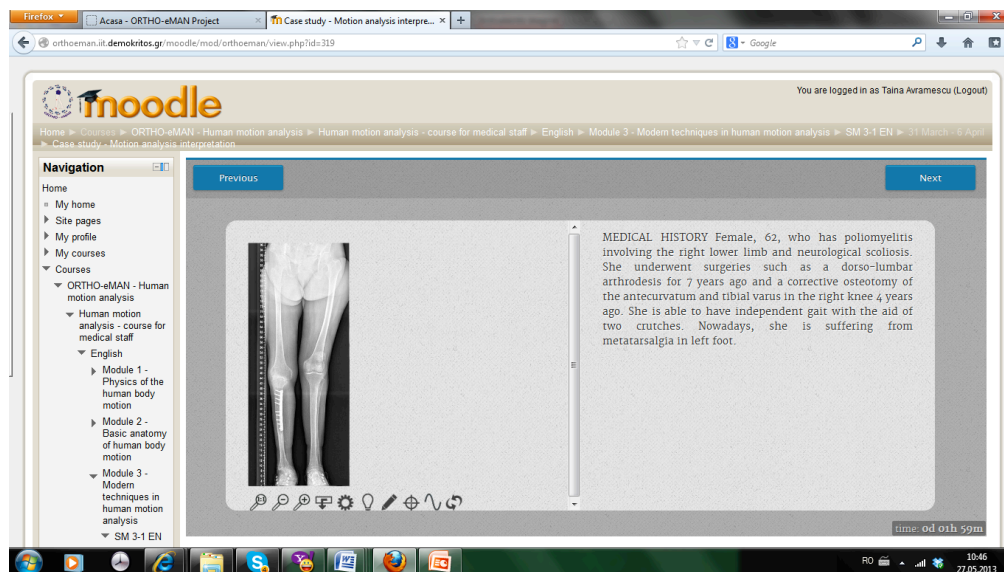 Firefox
Acasa - ORTHO-eMAN Project
Case study - Motion analysis interpre...
orthoeman.iit.demokritos.gr/moodle/mod/orthoeman/view.php?id=319
Google
moodle
You are logged in as Taina Avramescu (Logout)
Home ► Courses ► ORTHO-eMAN - Human motion analysis ► Human motion analysis - course for medical staff ► English ► Module 3 - Modern techniques in human motion analysis ► SM 3-1 EN ► 31 March - 6 April
► Case study - Motion analysis interpretation
Navigation
Home
My home
Site pages
My profile
My courses
Courses
ORTHO-eMAN - Human
motion analysis
Human motion
analysis - course for
medical staff
English
Module 1 -
Physics of the
human body
motion
Module 2 -
Basic anatomy
of human body
motion
Module 3 -
Modern
techniques in
human motion
analysis
SM 3-1 EN
Previous
Next
MEDICAL HISTORY Female, 62, who has poliomyelitis
involving the right lower limb and neurological scoliosis.
She underwent surgeries such as a dorso-lumbar
arthrodesis for 7 years ago and a corrective osteotomy of
the antecurvatum and tibial varus in the right knee 4 years
ago. She is able to have independent gait with the aid of
two crutches. Nowadays, she is suffering from
metatarsalgia in left foot.
time: 0d 01h 59m
RO
10:46
27.05.2013